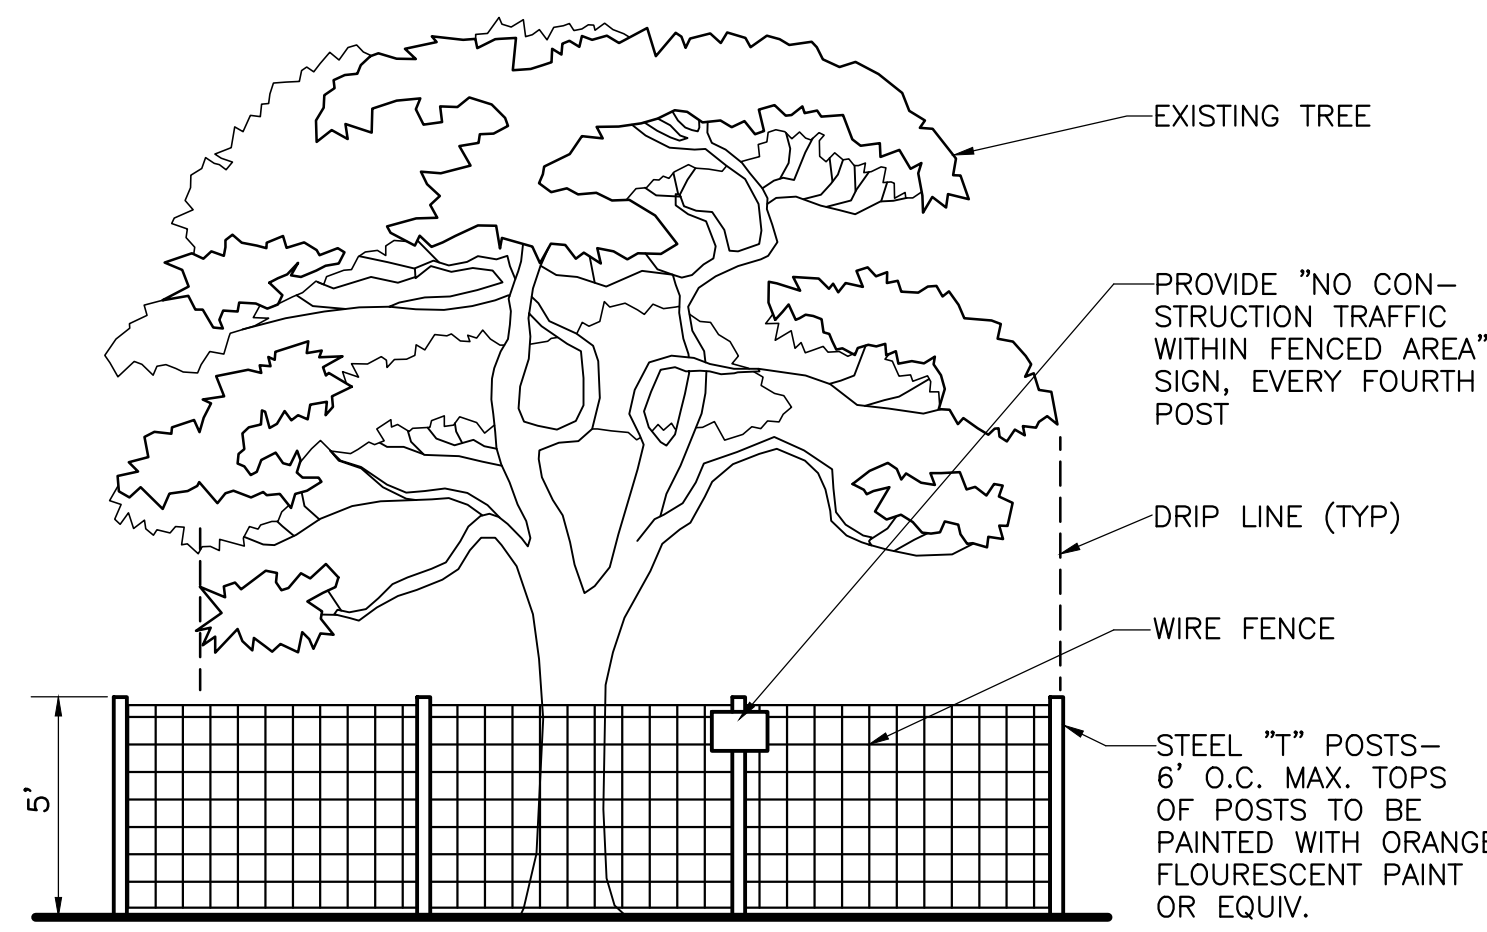 EXISTING TREE
PROVIDE "NO CON-
STRUCTION TRAFFIC
WITHIN FENCED AREA"
SIGN, EVERY FOURTH
POST
DRIP LINE (TYP)
WIRE FENCE
STEEL "T" POSTS-
6' O.C. MAX. TOPS
OF POSTS TO BE
PAINTED WITH ORANGE
FLOURESCENT PAINT
OR EQUIV.
5'